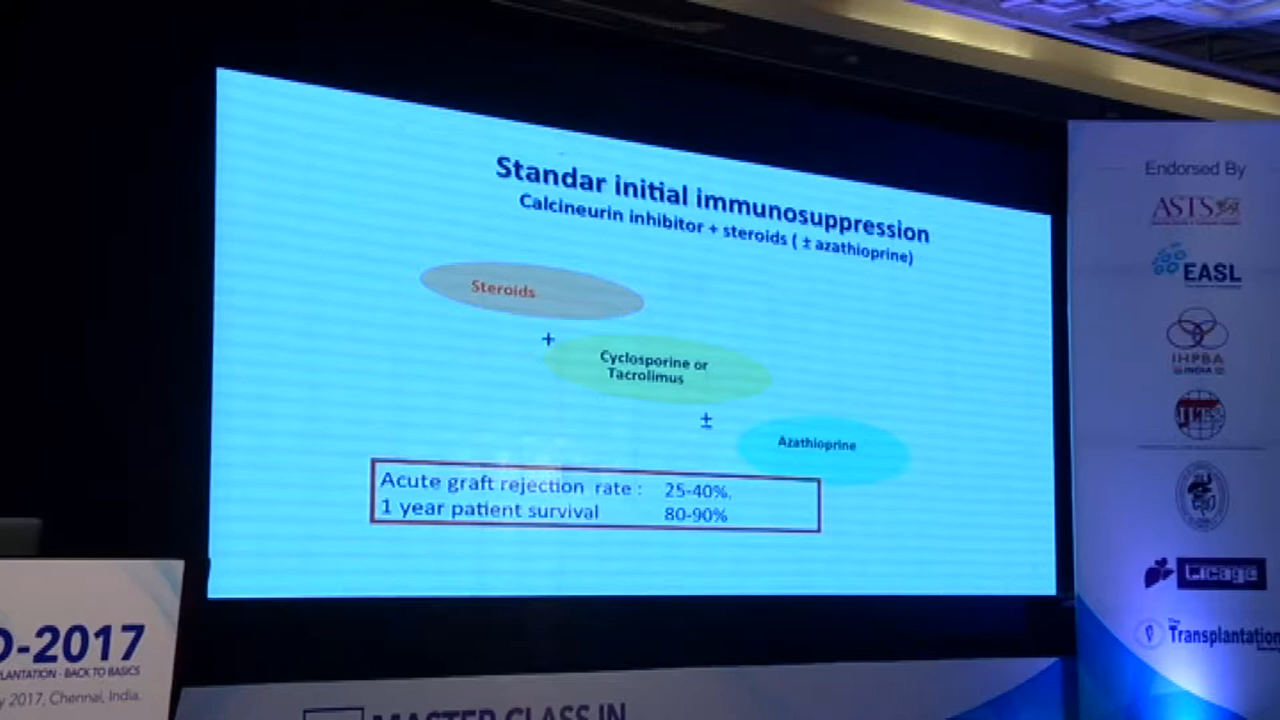 Standar initial immunosuppression
Calcineurin inhibitor + steroids ( ± azathioprine)
Steroids
+
Cyclosporine or
Tacrolimus
±
Azathioprine
Acute graft rejection rate : 25-40%,
1 year patient survival 80-90%
Endorsed By
ASTS
EASL
IHPBA
INDIA
The
Transplantation
-2017
LANTATION - BACK TO BASICS
2017, Chennai, India.
MASTER CLASS IN